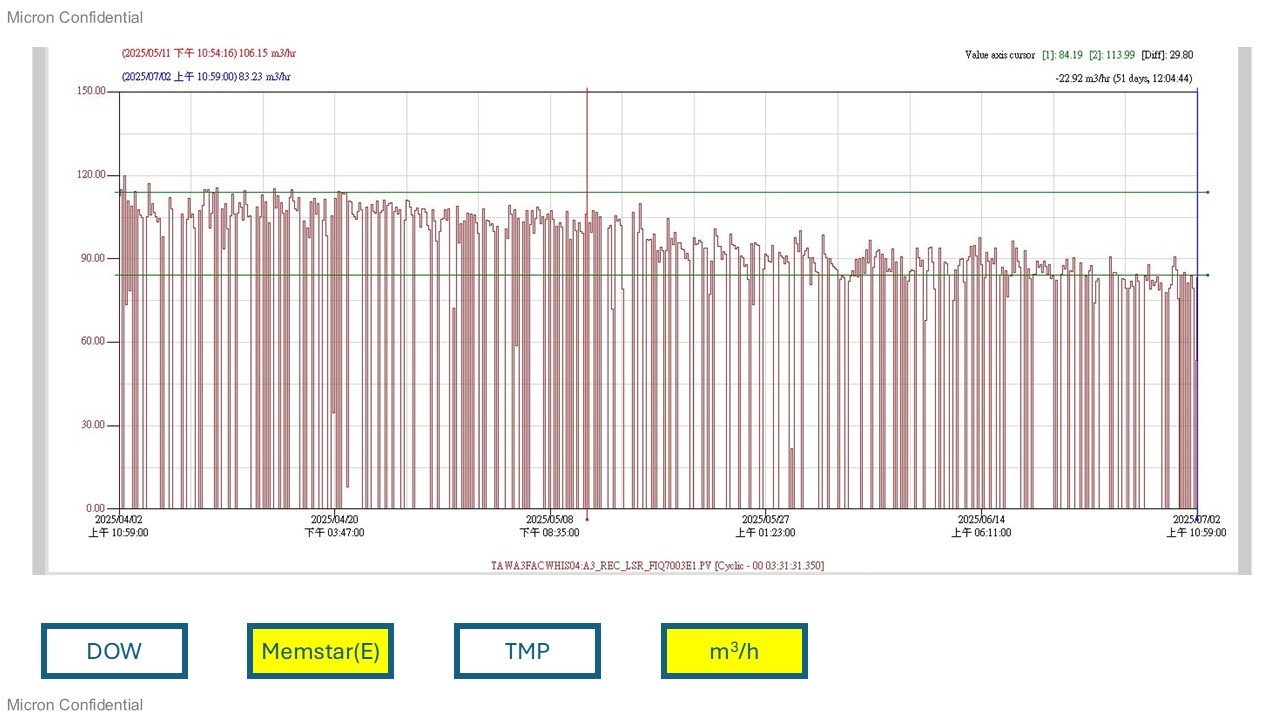 Micron Confidential
(2025/05/11 下午 10:54:16) 106.15 m3/hr
Value axis cursor [1]: 84.19 [2]: 113.99 [Diff]: 29.80
(2025/07/02 上午 10:59:00) 83.23 m3/hr
-22.92 m3/hr (51 days, 12:04:44)
150.00
120.00
90.00
60.00
30.00
0.00
2025/04/02 2025/04/20 2025/05/08 2025/05/27 2025/06/14 2025/07/02
上午 10:59:00 下午 03:47:00 下午 08:35:00 上午 01:23:00 上午 06:11:00 上午 10:59:00
TAWA3FACWHIS04:A3_REC_LSR_FIQ7003E1.PV [Cyclic - 00 03:31:31.350]
DOW Memstar(E) TMP m³/h
Micron Confidential